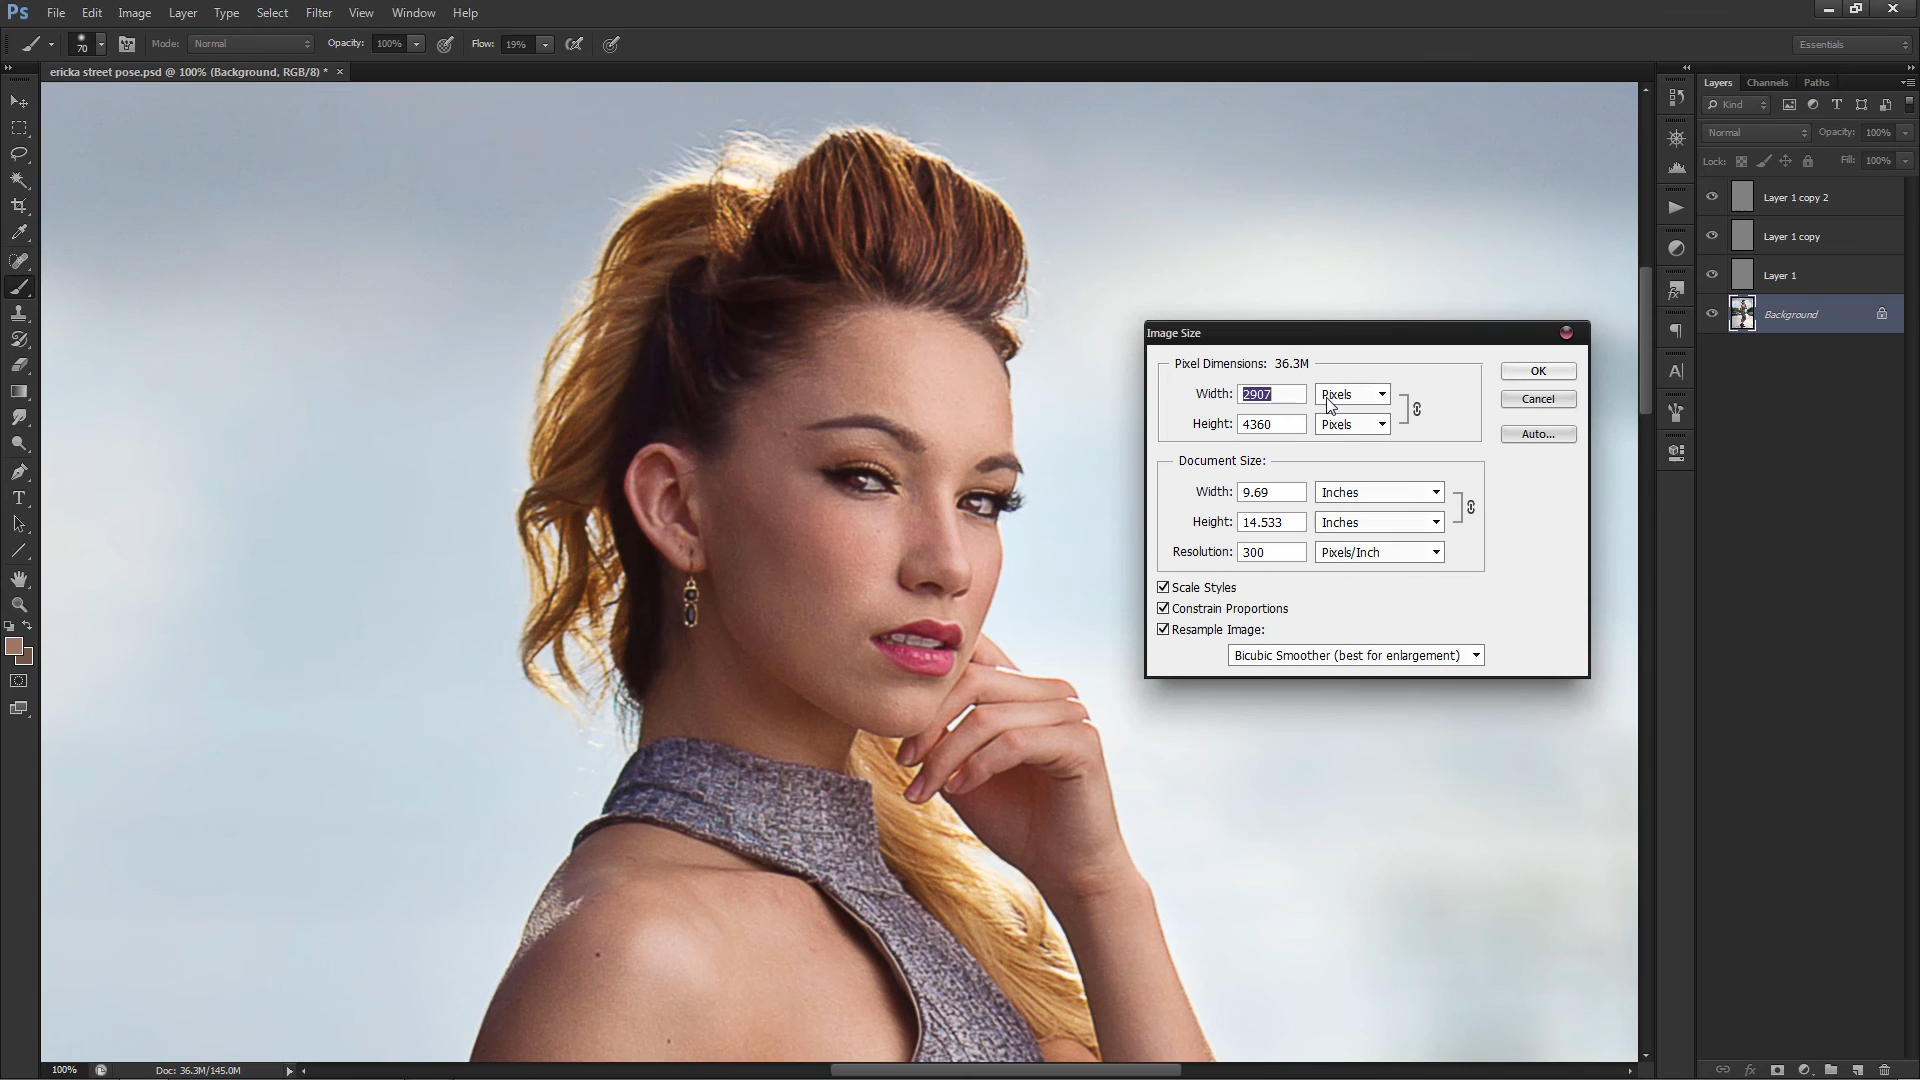 Ps File Edit Image Layer Type Select Filter View Window Help
70 Mode: Normal Opacity: 100% Flow: 19% Essentials
ericka street pose.psd @ 100% (Background, RGB/8) * ×
Layers Channels Paths
Kind
Normal Opacity: 100%
Lock: Fill: 100%
Layer 1 copy 2
Layer 1 copy
Layer 1
Background
Image Size
Pixel Dimensions: 36.3M
Width: 2907 Pixels
Height: 4360 Pixels
OK
Cancel
Auto...
Document Size:
Width: 9.69 Inches
Height: 14.533 Inches
Resolution: 300 Pixels/Inch
Scale Styles
Constrain Proportions
Resample Image:
Bicubic Smoother (best for enlargement)
100% Doc: 36.3M/145.0M